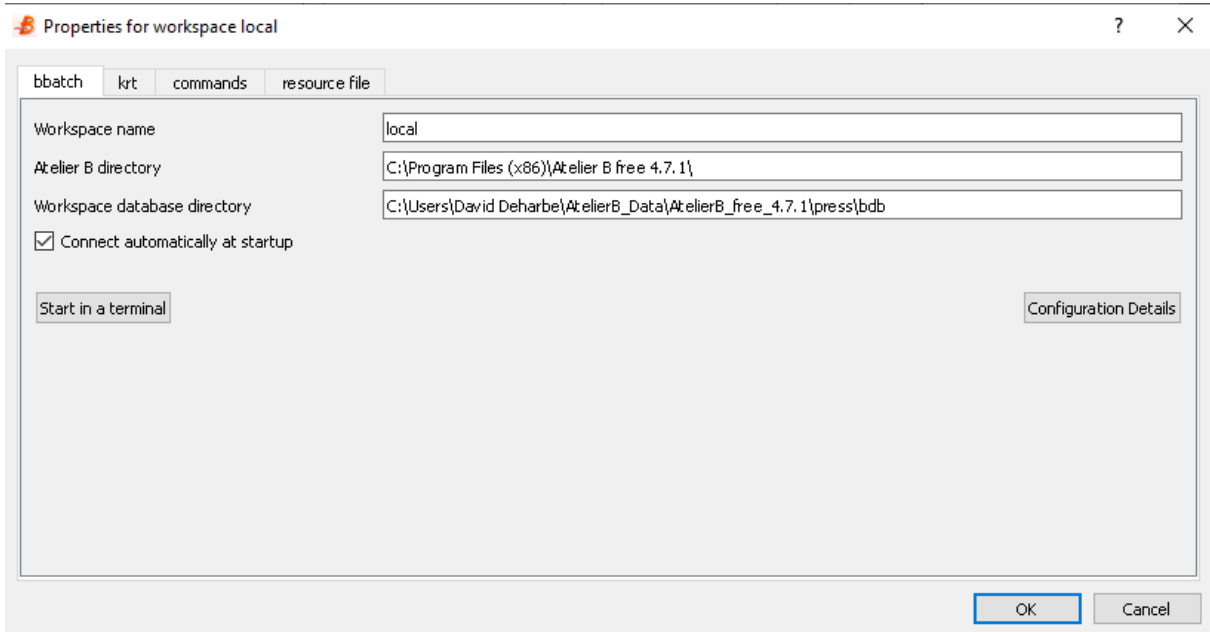 Properties for workspace local ?
bbatch krt commands resource file
Workspace name local
Atelier B directory C:\Program Files (x86)\Atelier B free 4.7.1\
Workspace database directory C:\Users\David Deharbe\AtelierB_Data\AtelierB_free_4.7.1\press\bdb
Connect automatically at startup
Start in a terminal Configuration Details
OK Cancel